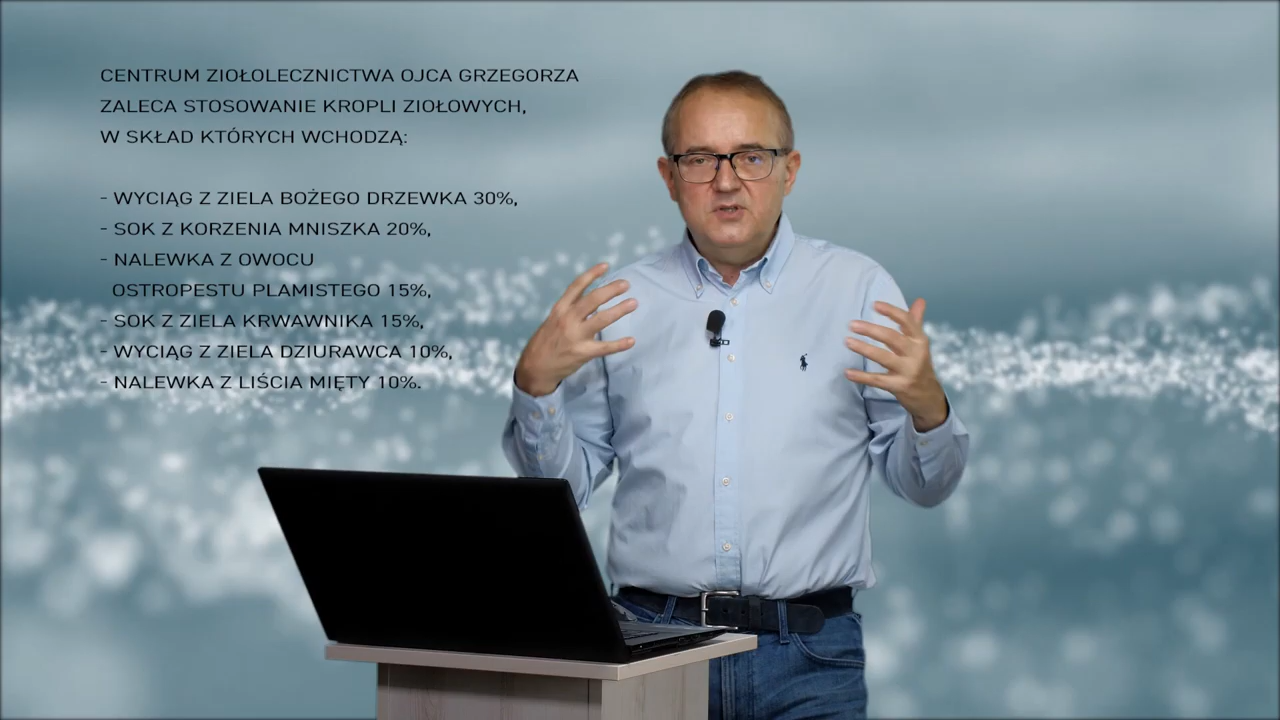 CENTRUM ZIOŁOLECZNICTWA OJCA GRZEGORZA
ZALECA STOSOWANIE KROPLI ZIOŁOWYCH,
W SKŁAD KTÓRYCH WCHODZĄ:
- WYCIĄG Z ZIELA BOŻEGO DRZEWKA 30%,
- SOK Z KORZENIA MNISZKA 20%,
- NALEWKA Z OWOCU
OSTROPESTU PLAMISTEGO 15%,
- SOK Z ZIELA KRWAWNIKA 15%,
- WYCIĄG Z ZIELA DZIURAWCA 10%,
- NALEWKA Z LIŚCIA MIĘTY 10%.